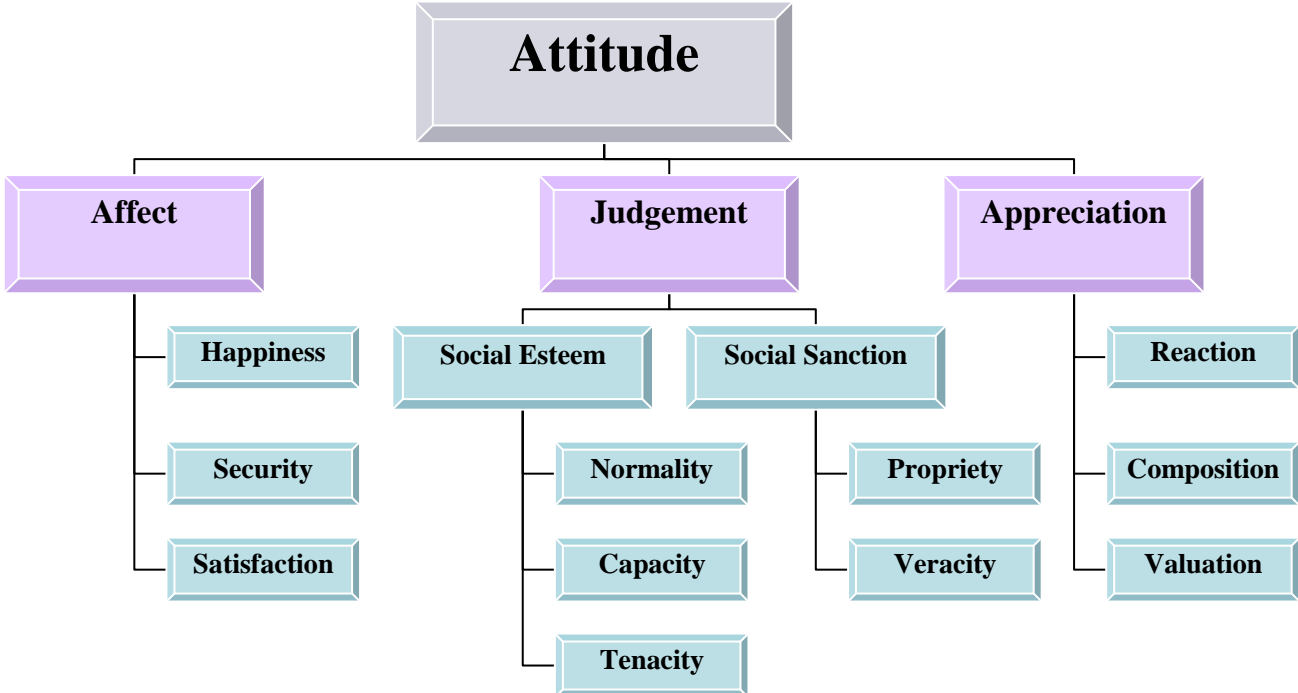 Attitude
Affect
Judgement
Appreciation
Happiness
Social Esteem
Social Sanction
Reaction
Security
Normality
Propriety
Composition
Satisfaction
Capacity
Veracity
Valuation
Tenacity